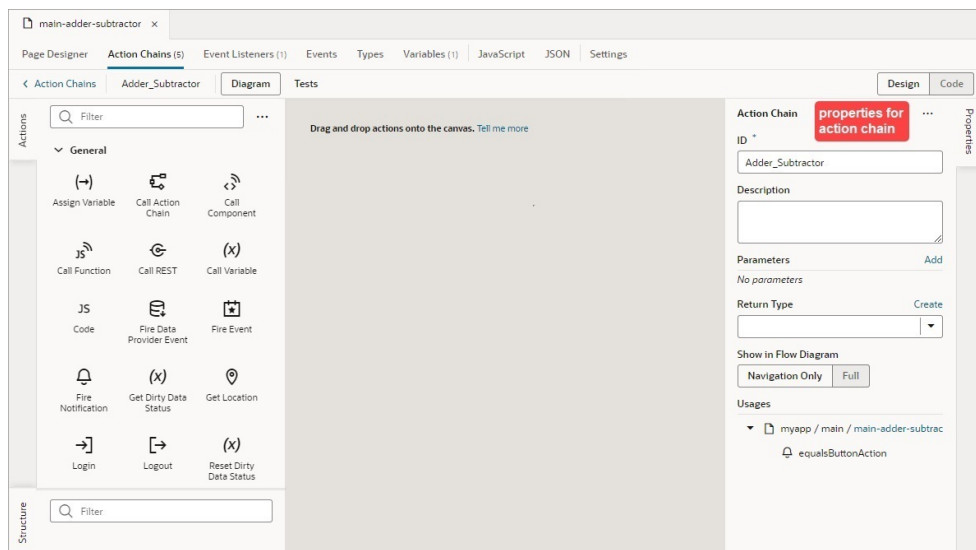 main-adder-subtractor ×
Page Designer Action Chains (5) Event Listeners (1) Events Types Variables (1) JavaScript JSON Settings
Action Chains Adder_Subtractor Diagram Tests Design Code
Actions
Filter ...
General
(→)
Assign Variable
Call Action
Chain
Call
Component
JS
Call Function
Call REST
(x)
Call Variable
JS
Code
Fire Data
Provider Event
Fire Event
Fire
Notification
(x)
Get Dirty Data
Status
Get Location
Login
Logout
(x)
Reset Dirty
Data Status
Structure
Filter
Drag and drop actions onto the canvas. Tell me more
Action Chain ...
properties for
action chain
Properties
ID *
Adder_Subtractor
Description
Parameters Add
No parameters
Return Type Create
Show in Flow Diagram
Navigation Only Full
Usages
myapp / main / main-adder-subtrac
equalsButtonAction